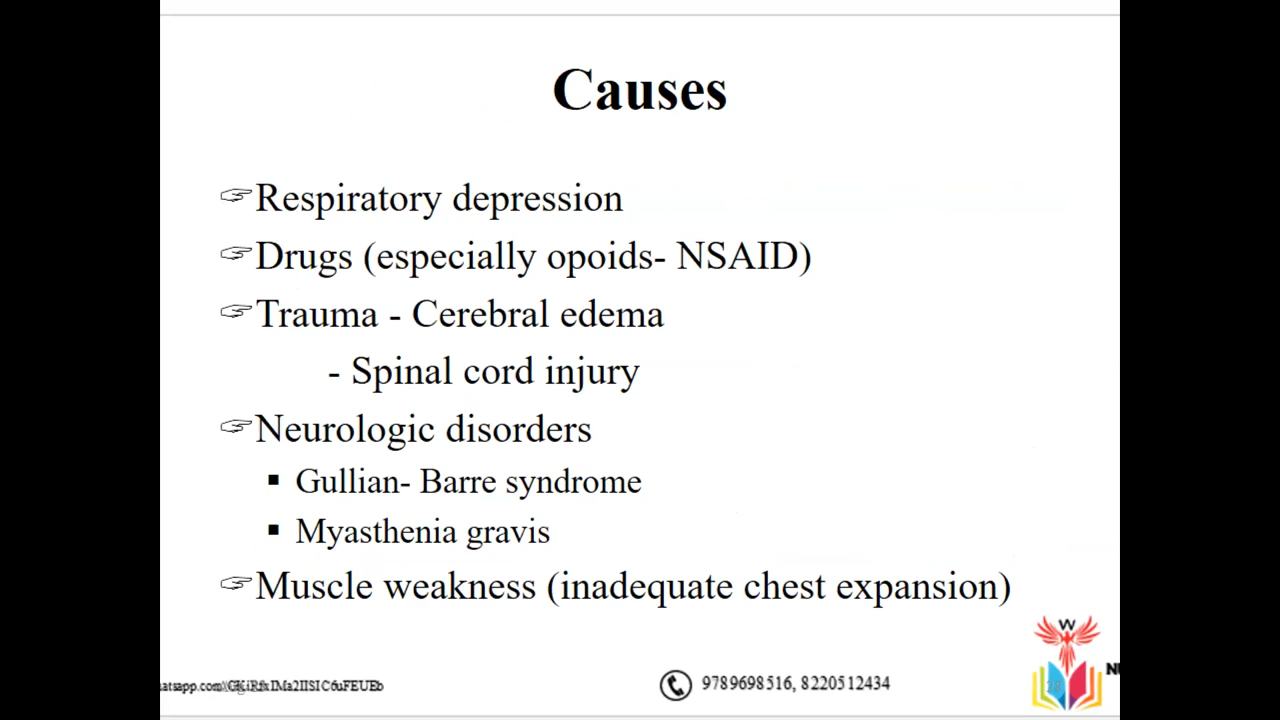 Causes
Respiratory depression
Drugs (especially opoids- NSAID)
Trauma - Cerebral edema
- Spinal cord injury
Neurologic disorders
Gullian- Barre syndrome
Myasthenia gravis
Muscle weakness (inadequate chest expansion)
W
9789698516, 8220512434